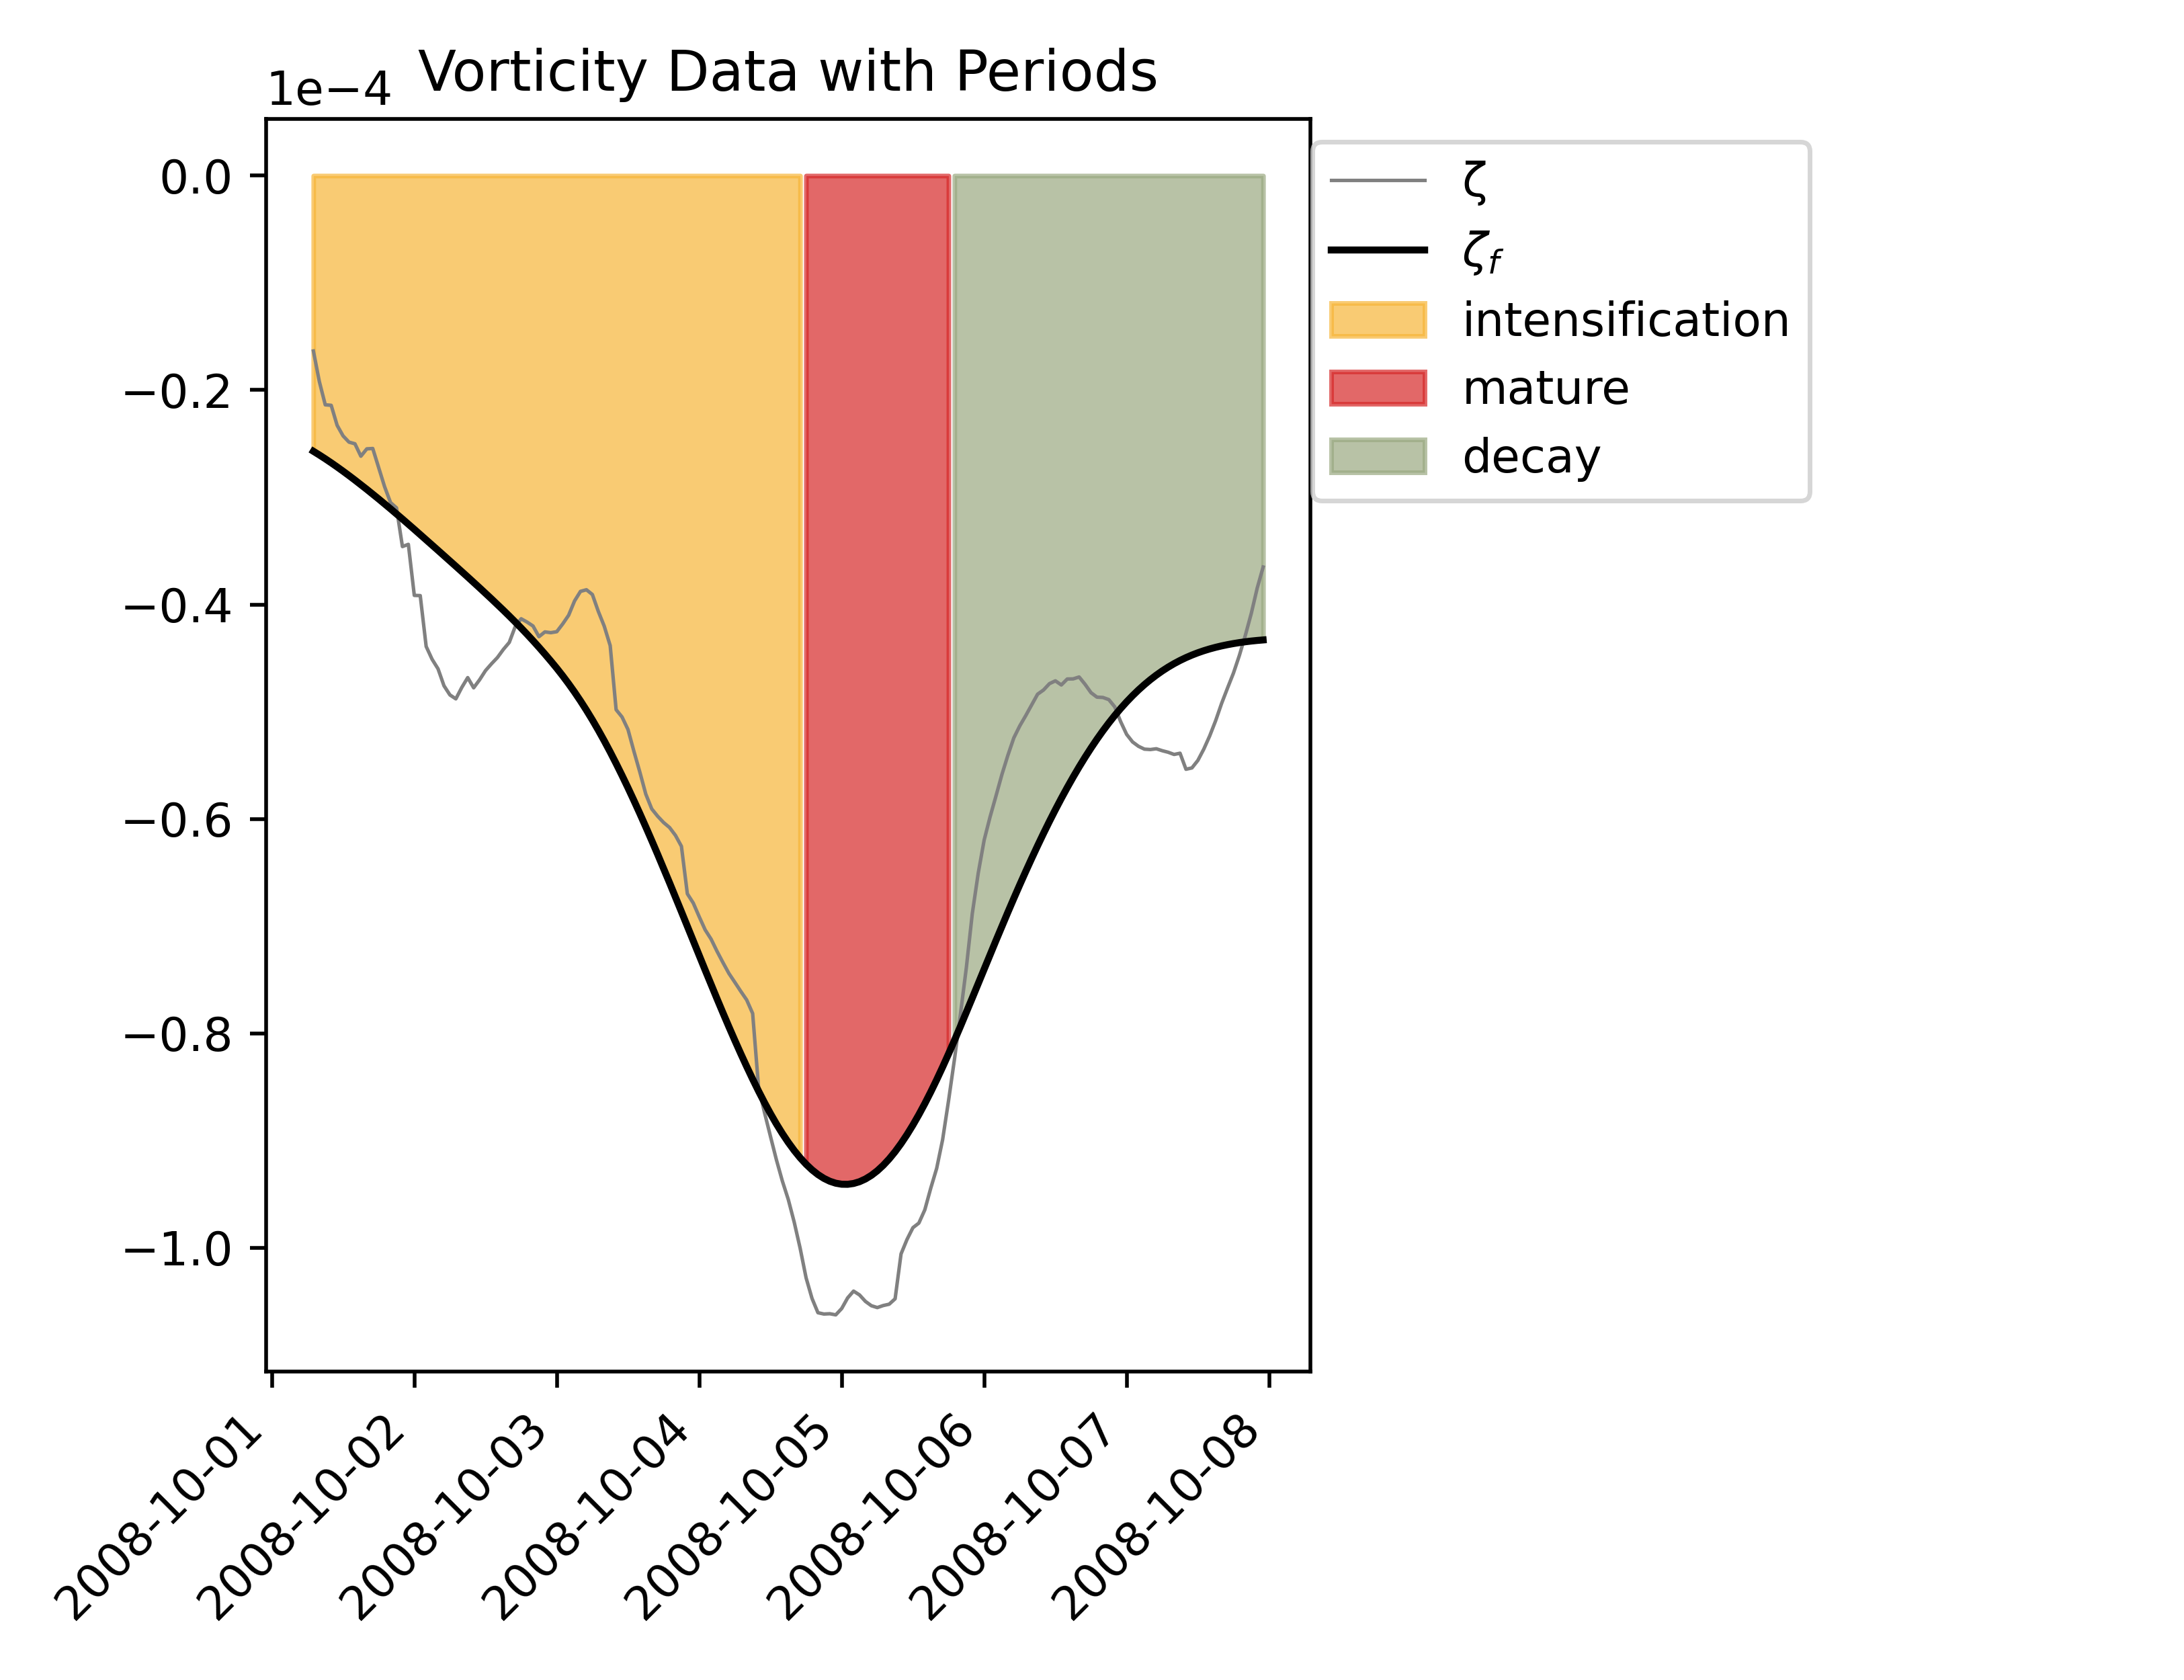 Vorticity Data with Periods
1e−4
0.0
−0.2
−0.4
−0.6
−0.8
−1.0
2008-10-01
2008-10-02
2008-10-03
2008-10-04
2008-10-05
2008-10-06
2008-10-07
2008-10-08
ζ
ζf
intensification
mature
decay